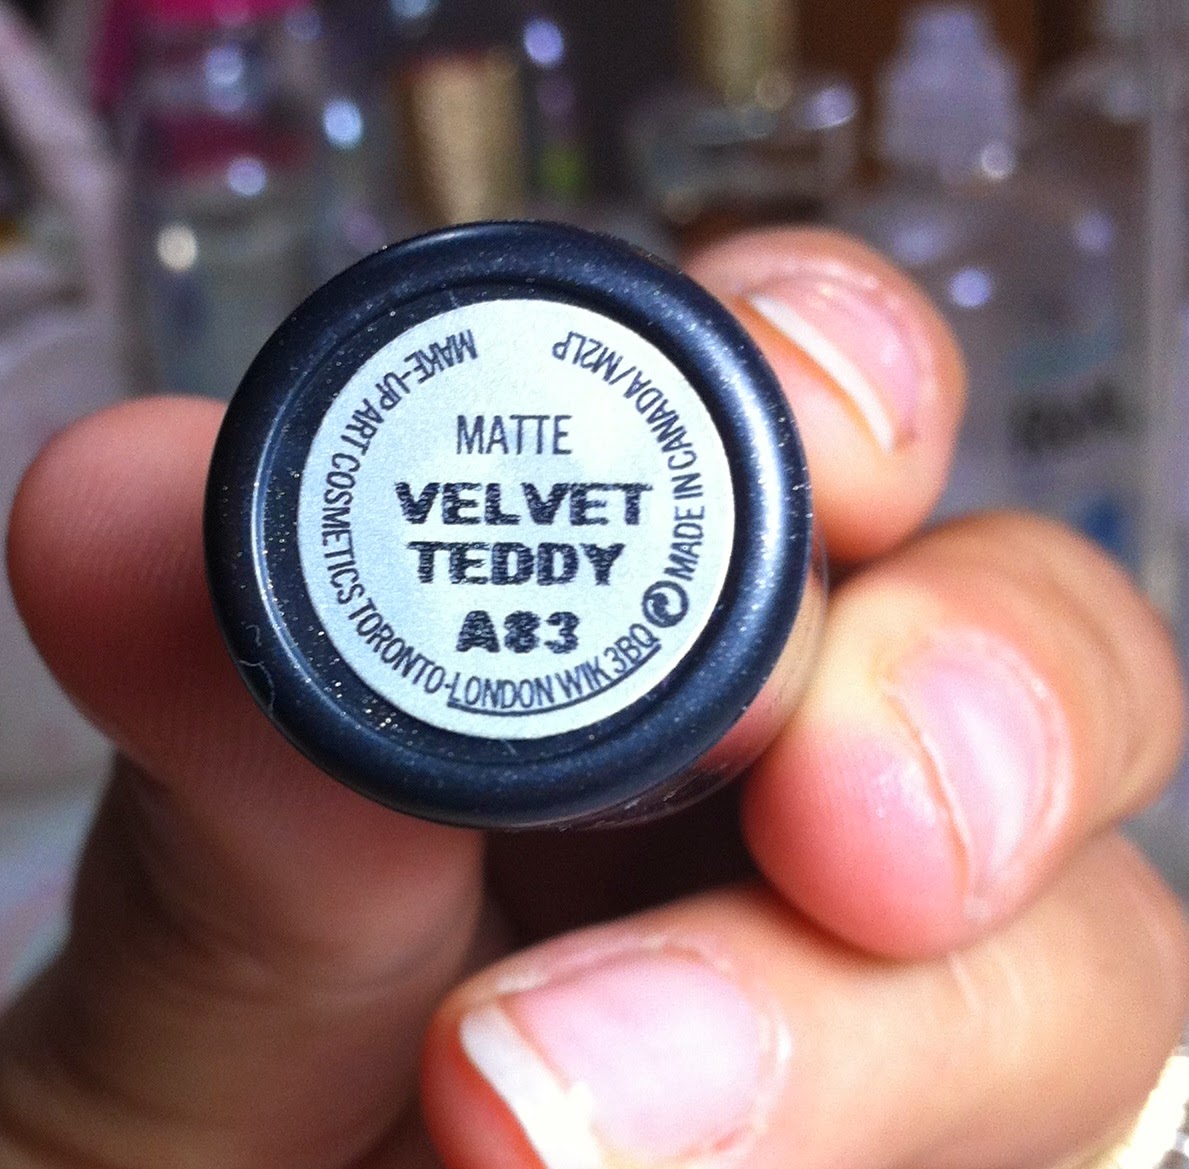 MATTE
VELVET
TEDDY
A83
MAKE-UP ART COSMETICS TORONTO-LONDON W1K 3BQ
MADE IN CANADA/M2LP